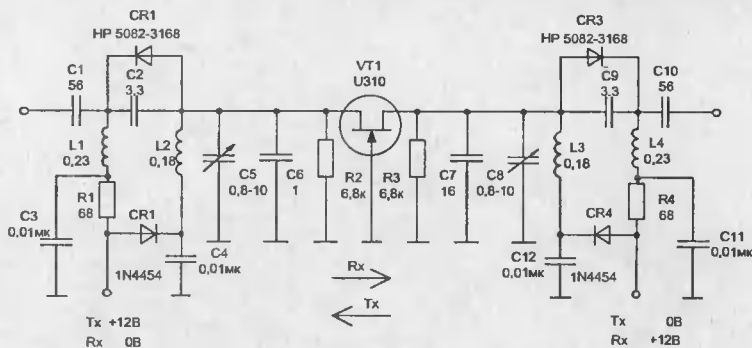 CR1
HP 5082-3168
C1
56
C2
3,3
L1
0,23
L2
0,18
C3
0,01мк
R1
68
CR1
1N4454
C4
0,01мк
Tx +12В
Rx 0В
C5
0,8-10
C6
1
R2
6,8к
VT1
U310
R3
6,8к
C7
16
C8
0,8-10
Rx
Tx
CR3
HP 5082-3168
C9
3,3
C10
56
L3
0,18
L4
0,23
CR4
1N4454
R4
68
C12
0,01мк
C11
0,01мк
Tx 0В
Rx +12В